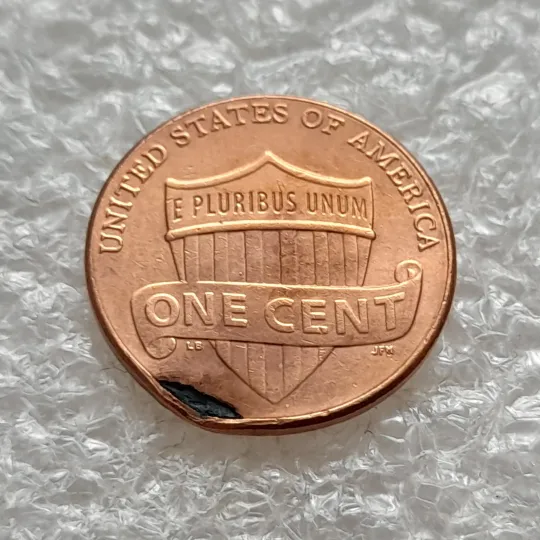 UNITED STATES OF AMERICA
E PLURIBUS UNUM
ONE CENT
LB JFM